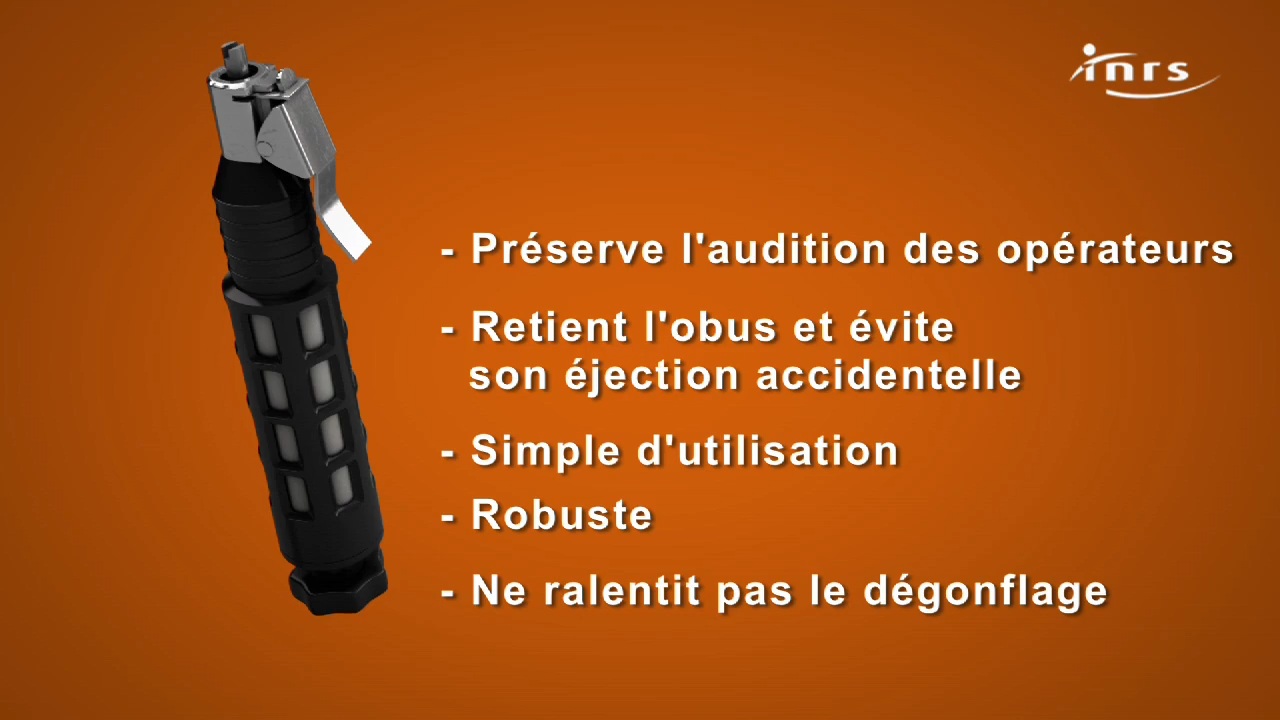 inrs
- Préserve l'audition des opérateurs
- Retient l'obus et évite
son éjection accidentelle
- Simple d'utilisation
- Robuste
- Ne ralentit pas le dégonflage